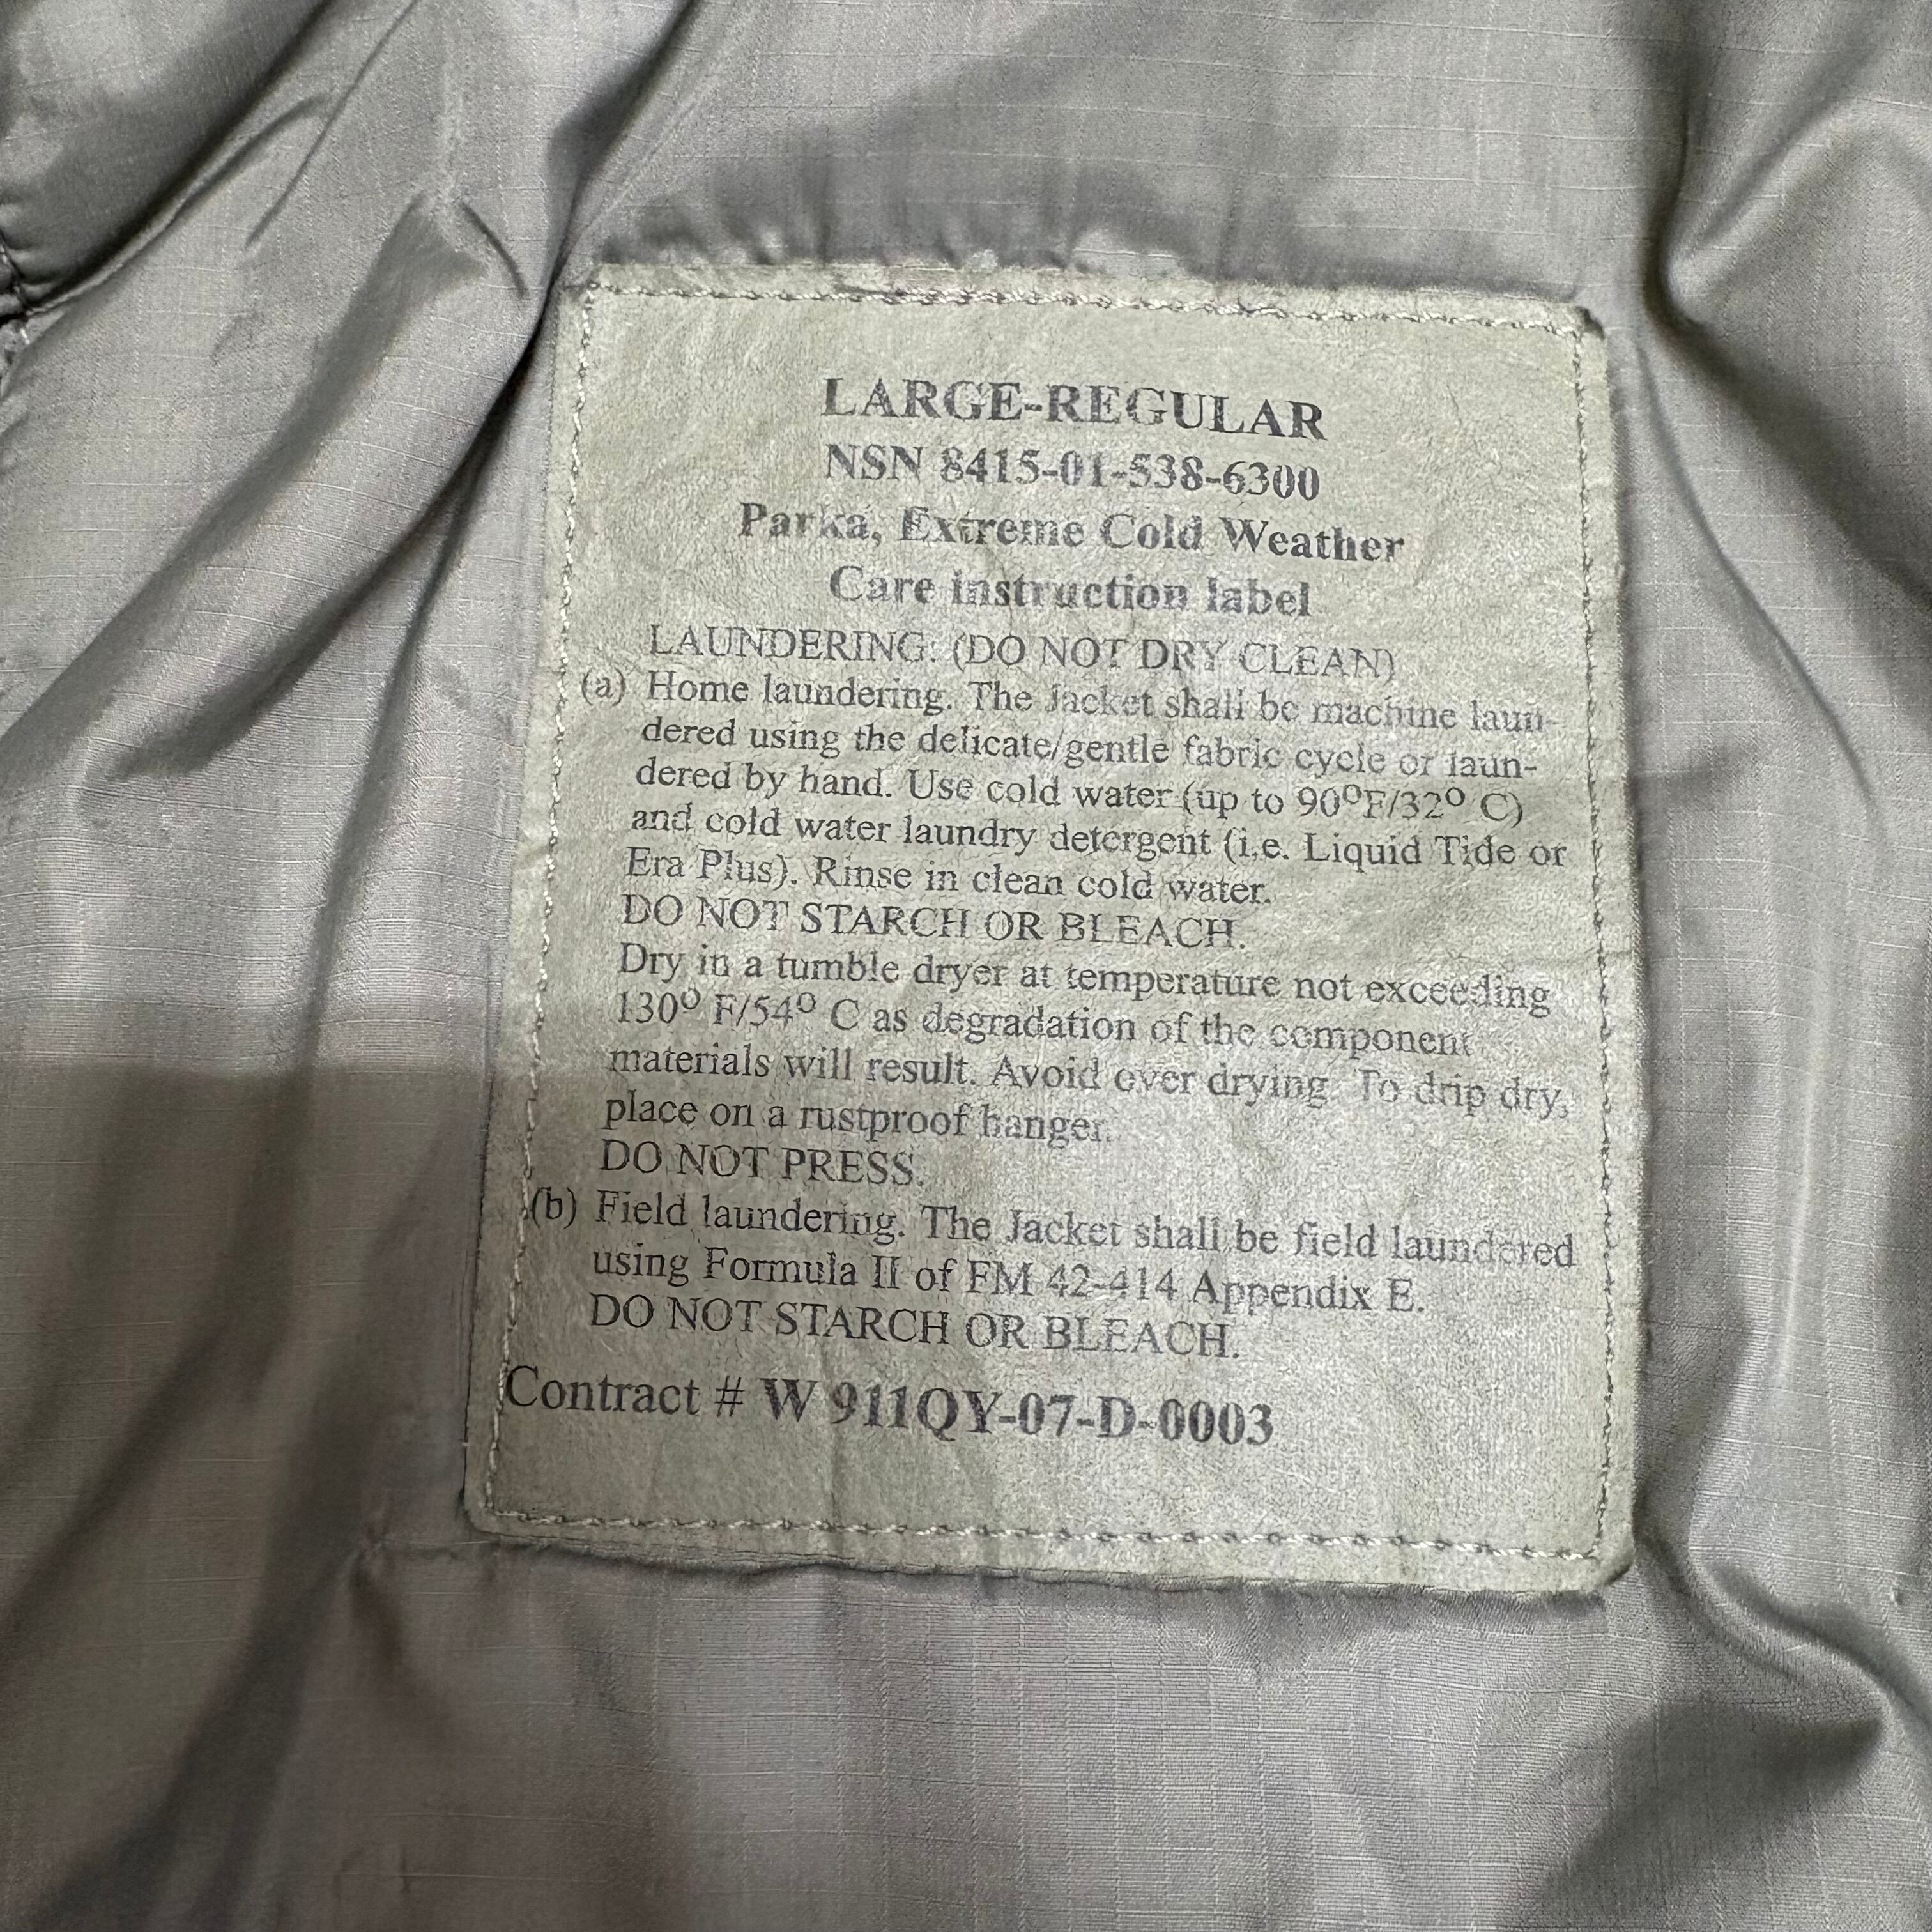 LARGE-REGULAR
NSN 8415-01-538-6300
Parka, Extreme Cold Weather
Care instruction label
LAUNDERING: (DO NOT DRY CLEAN)
(a) Home laundering. The Jacket shall be machine laun-
dered using the delicate/gentle fabric cycle or laun-
dered by hand. Use cold water (up to 90ºF/32º C)
and cold water laundry detergent (i.e. Liquid Tide or
Era Plus). Rinse in clean cold water.
DO NOT STARCH OR BLEACH.
Dry in a tumble dryer at temperature not exceeding
130º F/54º C as degradation of the component
materials will result. Avoid over drying. To drip dry,
place on a rustproof hanger.
DO NOT PRESS.
(b) Field laundering. The Jacket shall be field laundered
using Formula II of FM 42-414 Appendix E.
DO NOT STARCH OR BLEACH.
Contract # W 911QY-07-D-0003